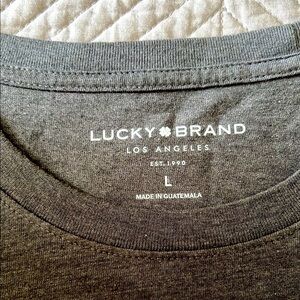 LUCKY BRAND
LOS ANGELES
EST. 1990
L
MADE IN GUATEMALA